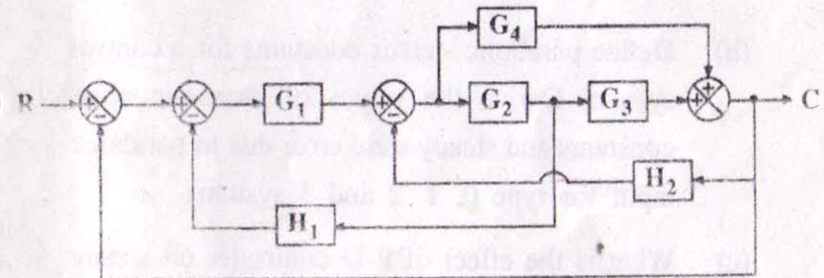 G₄
R + − + − G₁ + − G₂ G₃ + + C
H₂
H₁